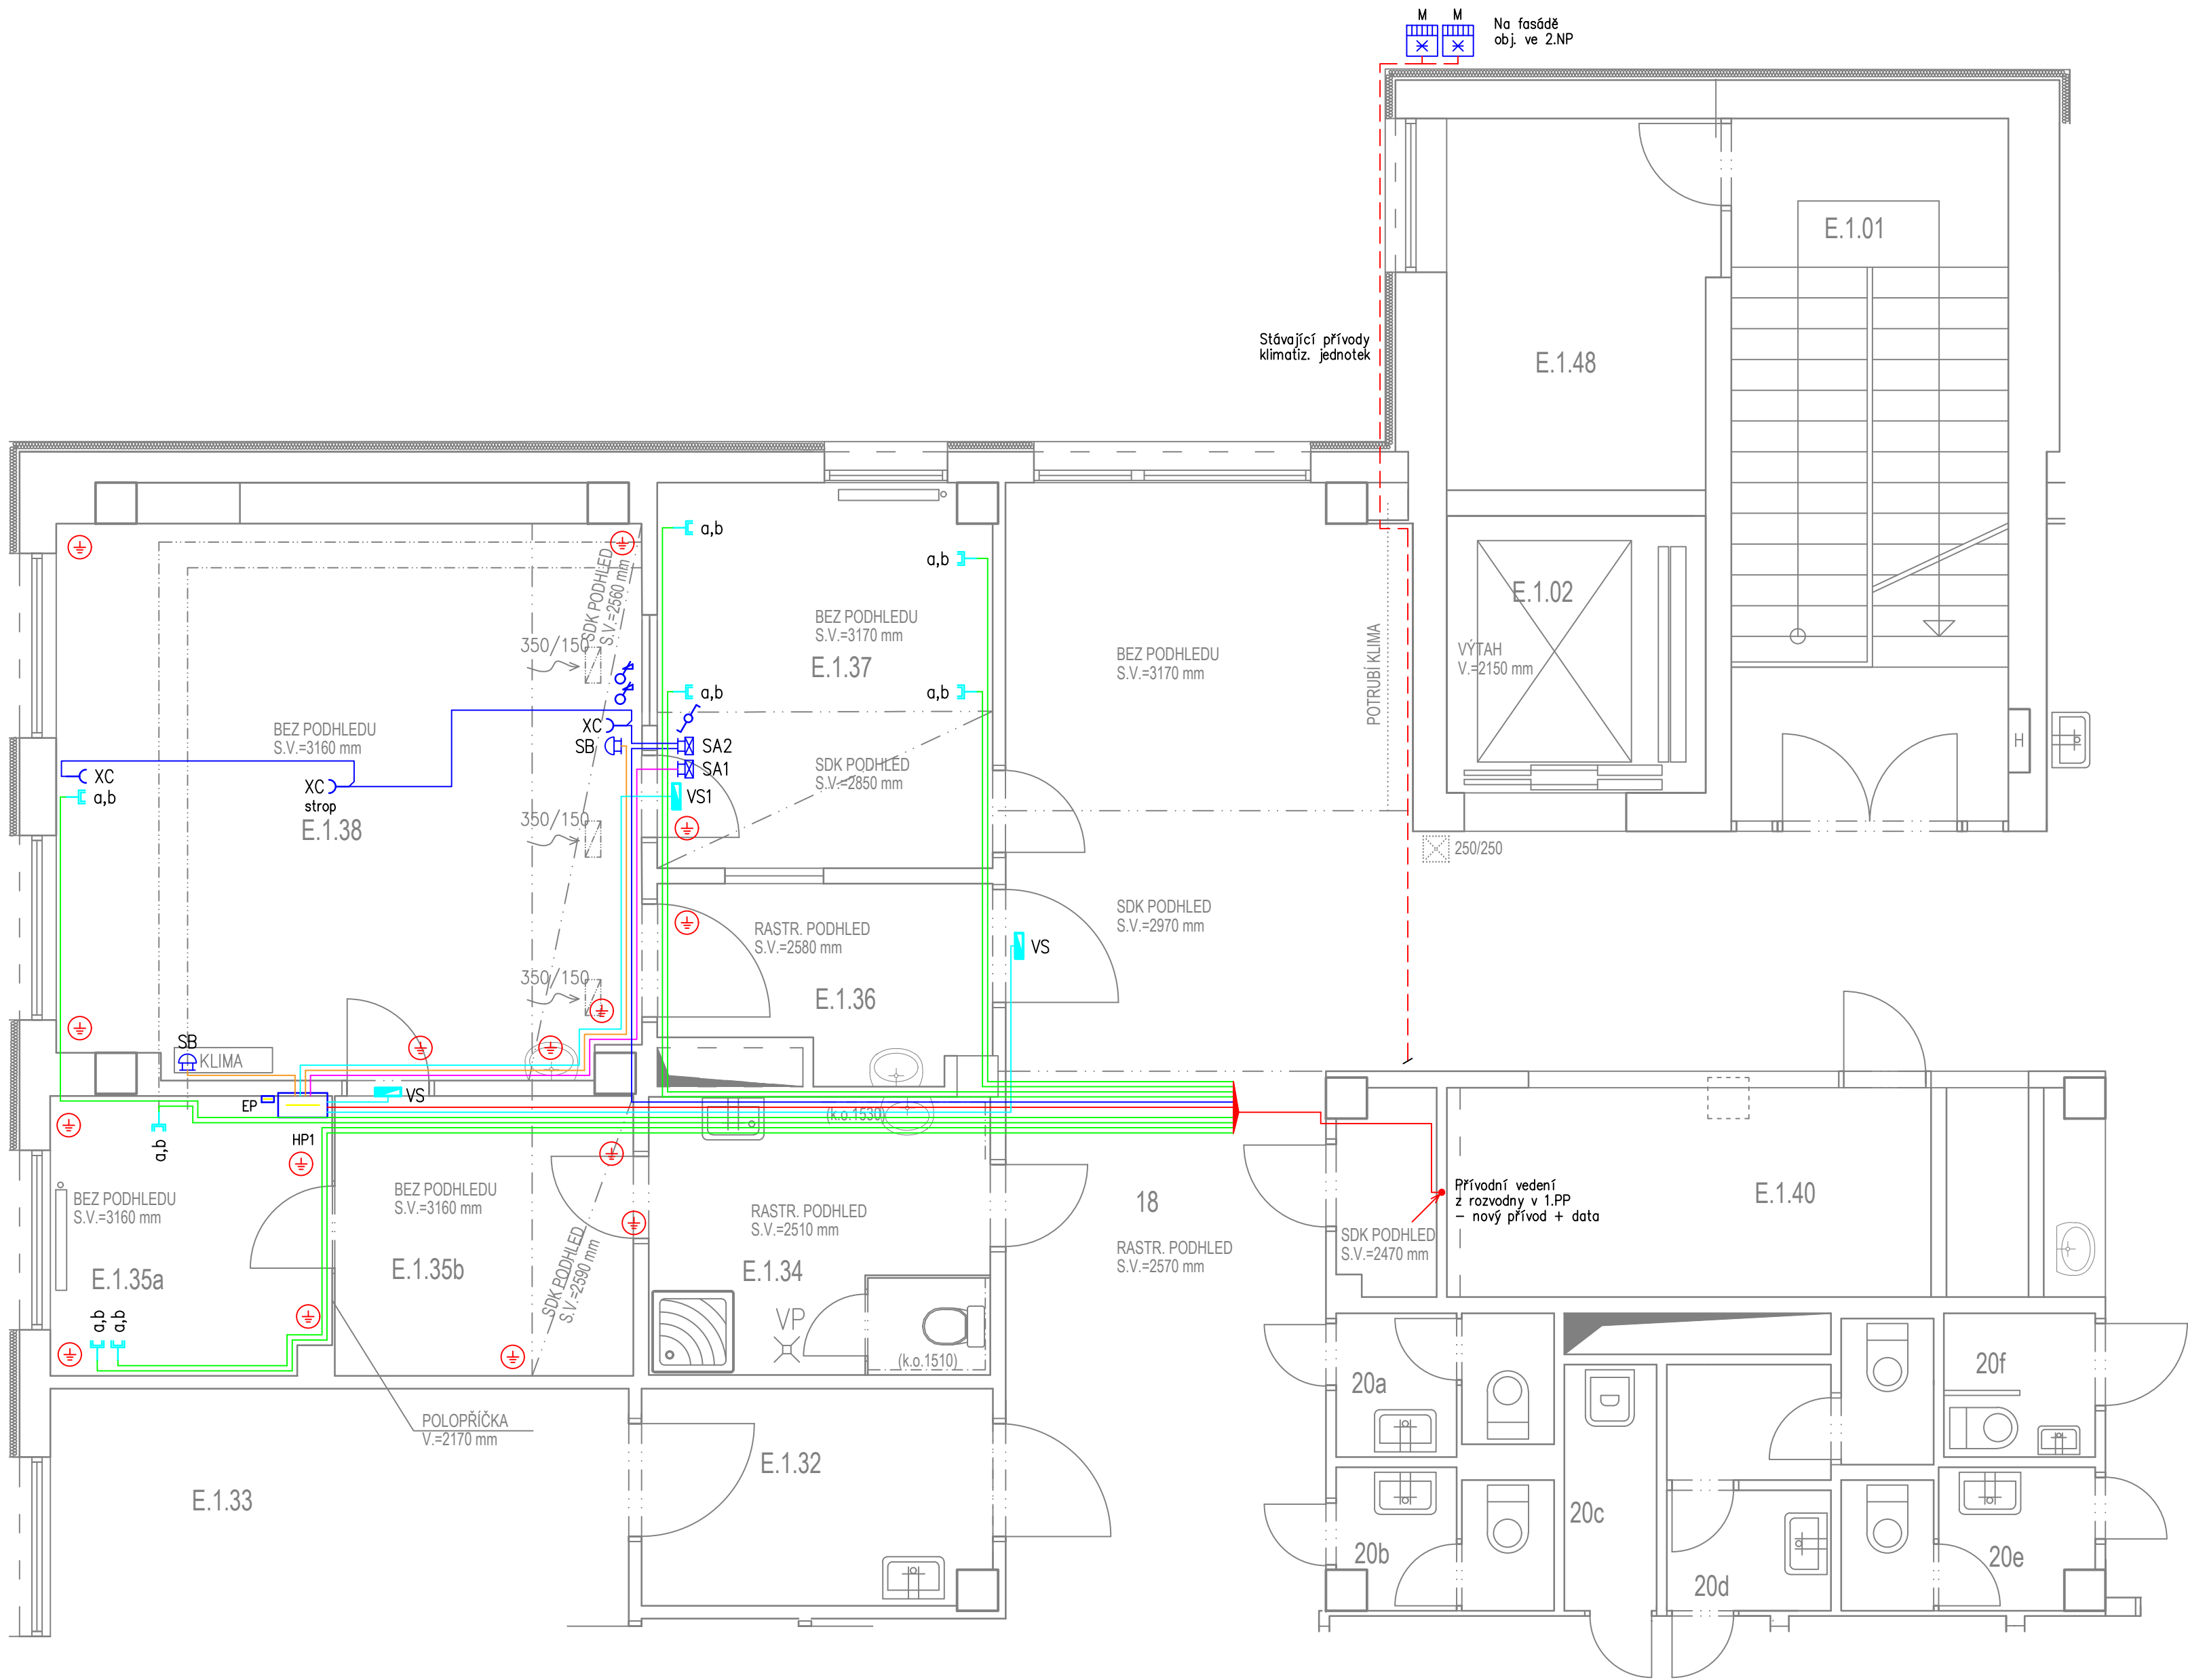 M
M
Na fasádě
obj. ve 2.NP
E.1.01
Stávající přívody
klimatiz. jednotek
E.1.48
a,b
a,b
SDK PODHLED
S.V.=2560 mm
350/150
BEZ PODHLEDU
S.V.=3170 mm
E.1.37
BEZ PODHLEDU
S.V.=3170 mm
POTRUBÍ KLIMA
E.1.02
VÝTAH
V.=2150 mm
a,b
a,b
BEZ PODHLEDU
S.V.=3160 mm
XC
SB
SA2
SA1
SDK PODHLED
S.V.=2850 mm
H
XC
a,b
XC
strop
E.1.38
VS1
350/150
250/250
SDK PODHLED
S.V.=2970 mm
RASTR. PODHLED
S.V.=2580 mm
VS
350/150
E.1.36
SB
KLIMA
EP
VS
(k.o.1530)
HP1
a,b
BEZ PODHLEDU
S.V.=3160 mm
BEZ PODHLEDU
S.V.=3160 mm
RASTR. PODHLED
S.V.=2510 mm
18
Přívodní vedení
z rozvodny v 1.PP
– nový přívod + data
E.1.40
SDK PODHLED
S.V.=2470 mm
RASTR. PODHLED
S.V.=2570 mm
E.1.35a
E.1.35b
SDK PODHLED
S.V.=2590 mm
E.1.34
a,b
a,b
VP
(k.o.1510)
20a
20f
POLOPŘÍČKA
V.=2170 mm
E.1.32
E.1.33
20c
20b
20d
20e